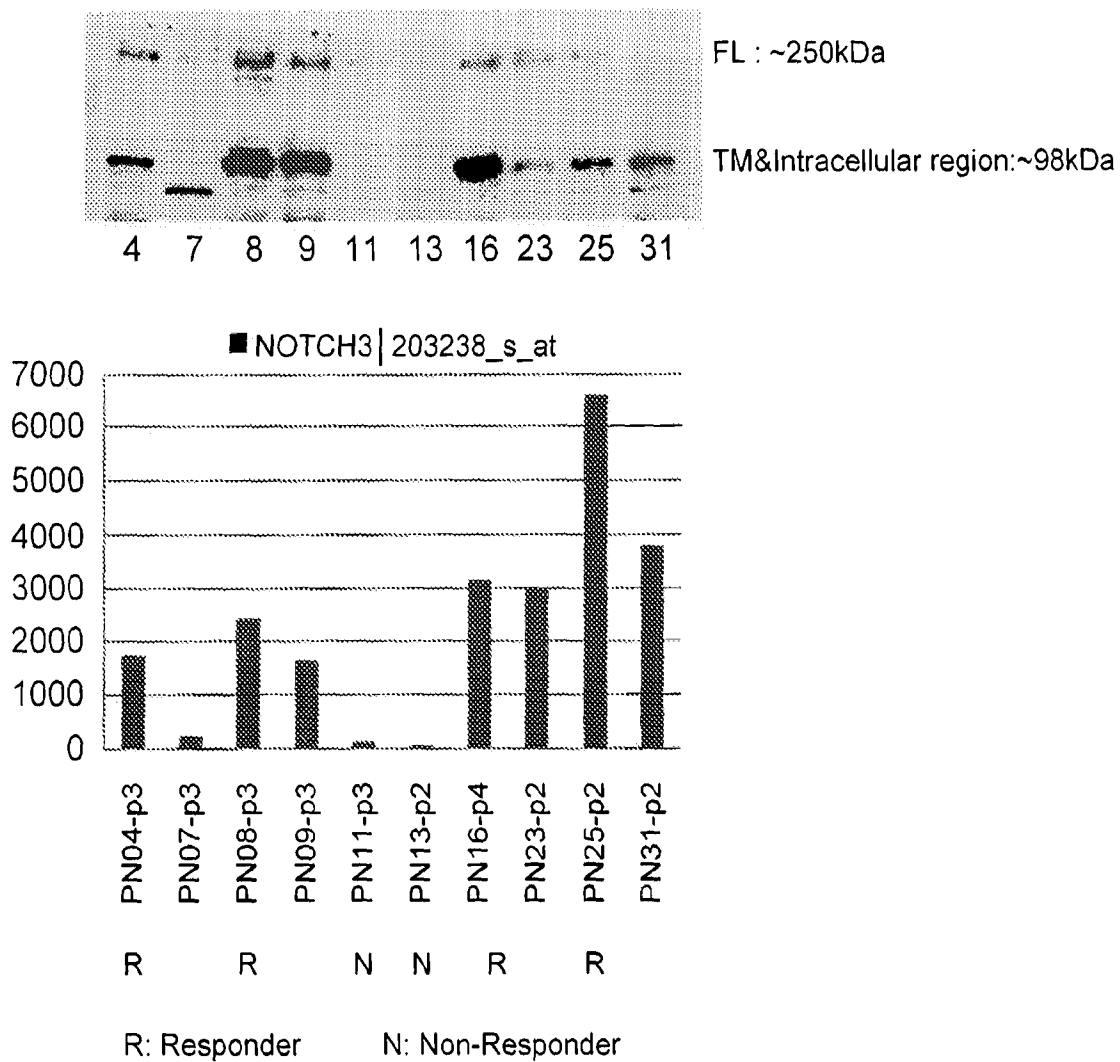 FL : ~250kDa
TM&Intracellular region:~98kDa
4 7 8 9 11 13 16 23 25 31
NOTCH3| 203238_s_at
7000
6000
5000
4000
3000
2000
1000
0
PN04-p3 PN07-p3 PN08-p3 PN09-p3 PN11-p3 PN13-p2 PN16-p4 PN23-p2 PN25-p2 PN31-p2
R R N N R R
R: Responder N: Non-Responder